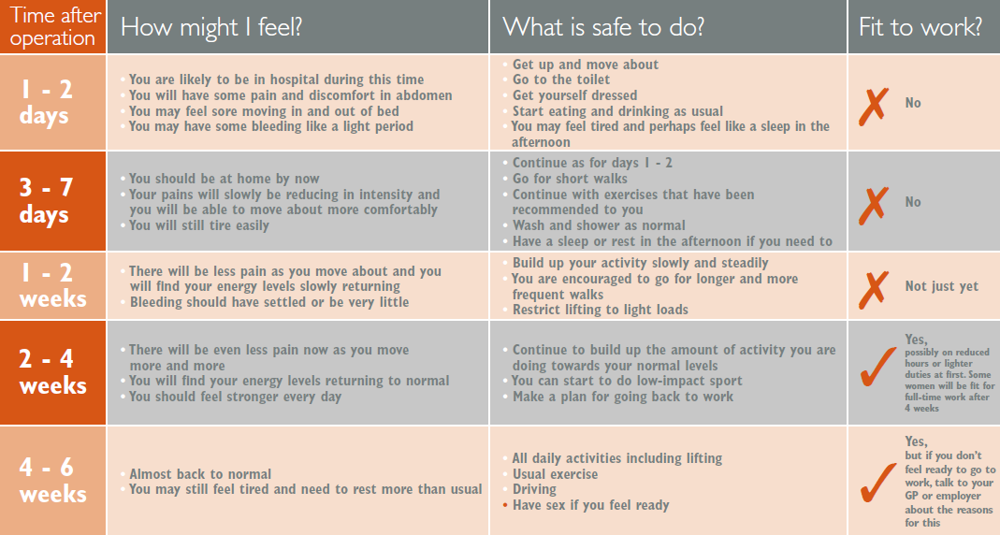 Time after
operation
How might I feel?
What is safe to do?
Fit to work?
1 - 2
days
• You are likely to be in hospital during this time
• You will have some pain and discomfort in abdomen
• You may feel sore moving in and out of bed
• You may have some bleeding like a light period
• Get up and move about
• Go to the toilet
• Get yourself dressed
• Start eating and drinking as usual
• You may feel tired and perhaps feel like a sleep in the
afternoon
✗ No
3 - 7
days
• You should be at home by now
• Your pains will slowly be reducing in intensity and
you will be able to move about more comfortably
• You will still tire easily
• Continue as for days 1 - 2
• Go for short walks
• Continue with exercises that have been
recommended to you
• Wash and shower as normal
• Have a sleep or rest in the afternoon if you need to
✗ No
1 - 2
weeks
• There will be less pain as you move about and you
will find your energy levels slowly returning
• Bleeding should have settled or be very little
• Build up your activity slowly and steadily
• You are encouraged to go for longer and more
frequent walks
• Restrict lifting to light loads
✗ Not just yet
2 - 4
weeks
• There will be even less pain now as you move
more and more
• You will find your energy levels returning to normal
• You should feel stronger every day
• Continue to build up the amount of activity you are
doing towards your normal levels
• You can start to do low-impact sport
• Make a plan for going back to work
✓ Yes,
possibly on reduced
hours or lighter
duties at first. Some
women will be fit for
full-time work after
4 weeks
4 - 6
weeks
• Almost back to normal
• You may still feel tired and need to rest more than usual
• All daily activities including lifting
• Usual exercise
• Driving
• Have sex if you feel ready
✓ Yes,
but if you don't
feel ready to go to
work, talk to your
GP or employer
about the reasons
for this